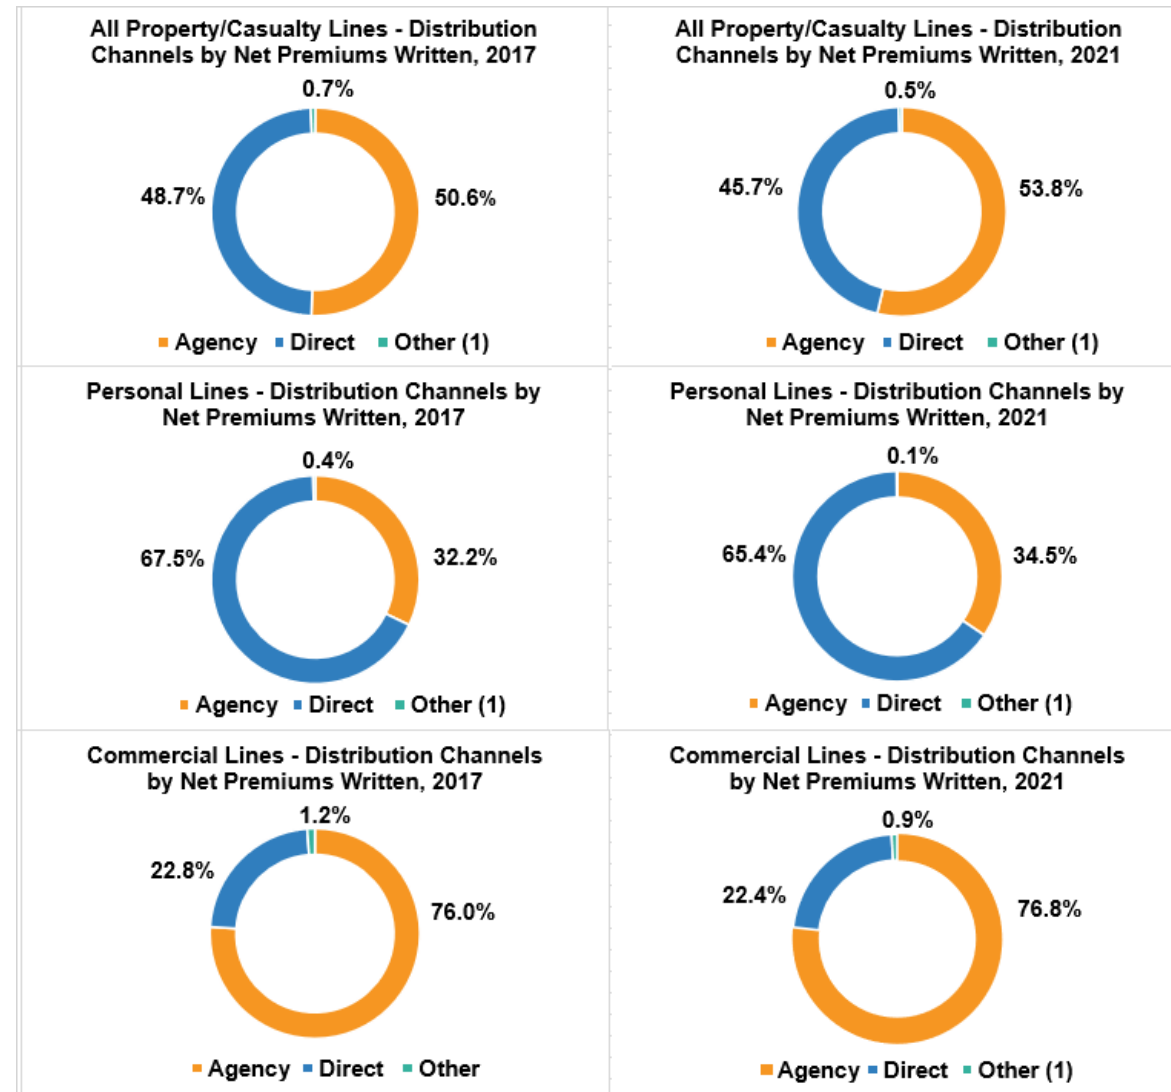 All Property/Casualty Lines - Distribution
Channels by Net Premiums Written, 2017
0.7%
48.7%
50.6%
Agency Direct Other (1)
All Property/Casualty Lines - Distribution
Channels by Net Premiums Written, 2021
0.5%
45.7%
53.8%
Agency Direct Other (1)
Personal Lines - Distribution Channels by
Net Premiums Written, 2017
0.4%
67.5%
32.2%
Agency Direct Other (1)
Personal Lines - Distribution Channels by
Net Premiums Written, 2021
0.1%
65.4%
34.5%
Agency Direct Other (1)
Commercial Lines - Distribution Channels
by Net Premiums Written, 2017
1.2%
22.8%
76.0%
Agency Direct Other
Commercial Lines - Distribution Channels
by Net Premiums Written, 2021
0.9%
22.4%
76.8%
Agency Direct Other (1)